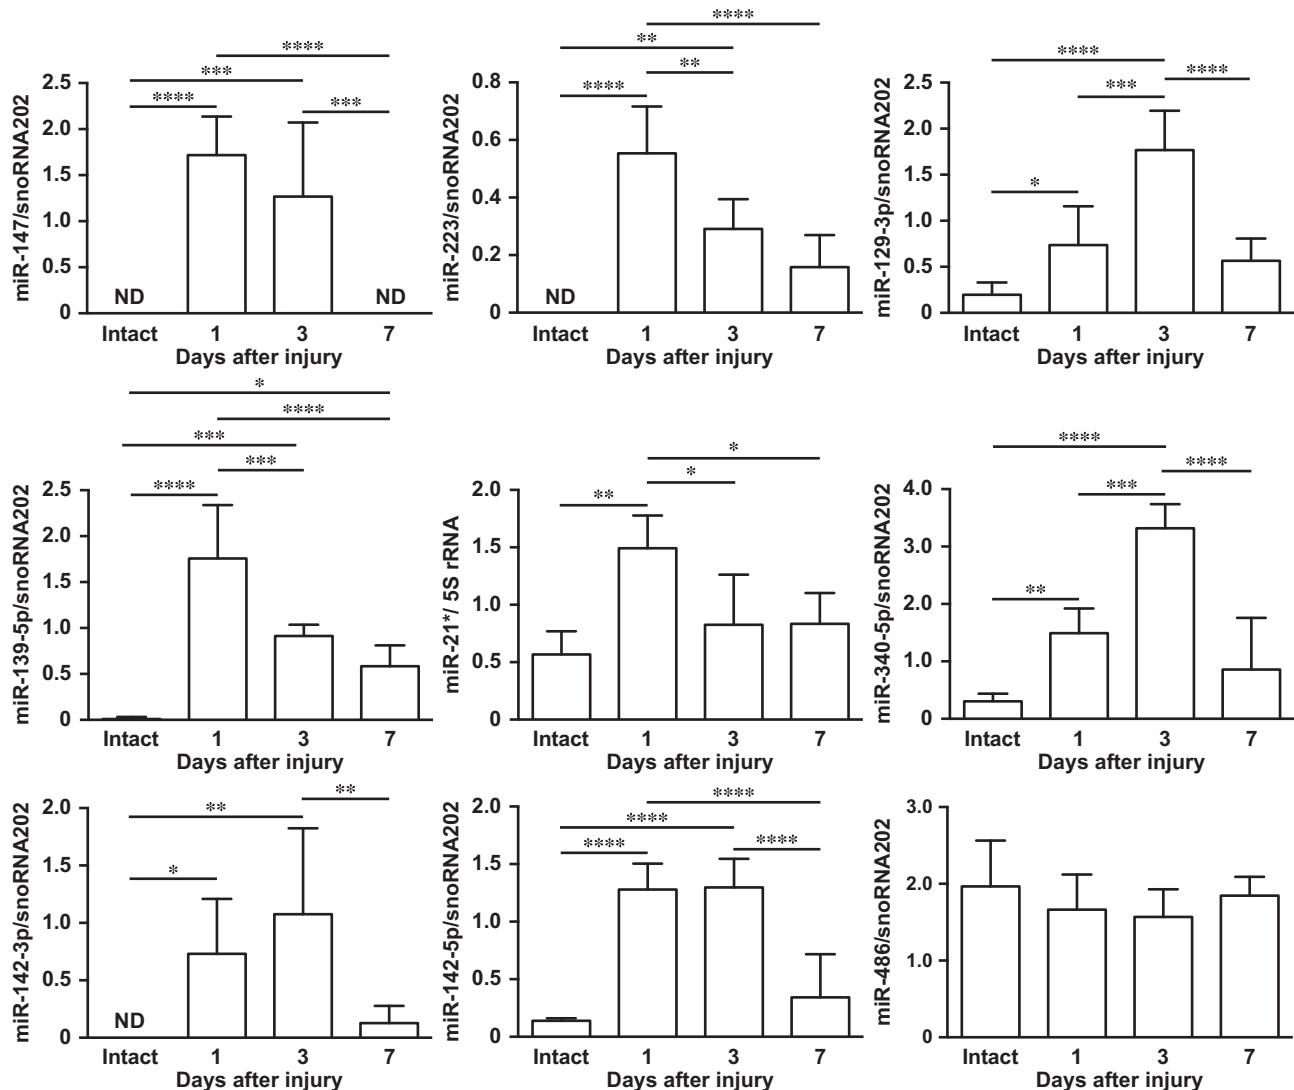 ****
***
****
***
miR-147/snoRNA202
2.5
2.0
1.5
1.0
0.5
0
ND
ND
Intact 1 3 7
Days after injury
****
**
**
****
miR-223/snoRNA202
0.8
0.6
0.4
0.2
0
ND
Intact 1 3 7
Days after injury
****
****
***
*
miR-129-3p/snoRNA202
2.5
2.0
1.5
1.0
0.5
0
Intact 1 3 7
Days after injury
*
****
***
***
****
miR-139-5p/snoRNA202
2.5
2.0
1.5
1.0
0.5
0
Intact 1 3 7
Days after injury
*
*
**
miR-21*/ 5S rRNA
2.0
1.5
1.0
0.5
0
Intact 1 3 7
Days after injury
****
****
***
**
miR-340-5p/snoRNA202
4.0
3.0
2.0
1.0
0
Intact 1 3 7
Days after injury
**
**
*
miR-142-3p/snoRNA202
2.0
1.5
1.0
0.5
0
ND
Intact 1 3 7
Days after injury
****
****
****
****
miR-142-5p/snoRNA202
2.0
1.5
1.0
0.5
0
Intact 1 3 7
Days after injury
miR-486/snoRNA202
3.0
2.0
1.0
0
Intact 1 3 7
Days after injury